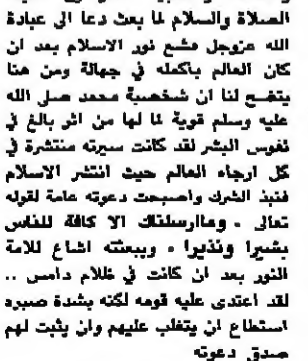 الصلاة والسلام لما بعث دعا الى عبادة
الله عزوجل فشع نور الاسلام بعد ان
كان العالم بأكمله في جهالة ومن هنا
يتضح لنا ان شخصية محمد صلى الله
عليه وسلم قوية لما لها من اثر بالغ في
نفوس البشر لقد كانت سيرته منتشرة في
كل ارجاء العالم حيث انتشر الاسلام
فنبذ الشرك واصبحت دعوته عامة لقوله
تعالى . وماارسلناك الا كافة للناس
بشيرا ونذيرا . وببعثته اشاع للامة
النور بعد ان كانت في ظلام دامس ..
لقد اعتدى عليه قومه لكنه بشدة صبره
استطاع ان يتغلب عليهم وان يثبت لهم
صدق دعوته